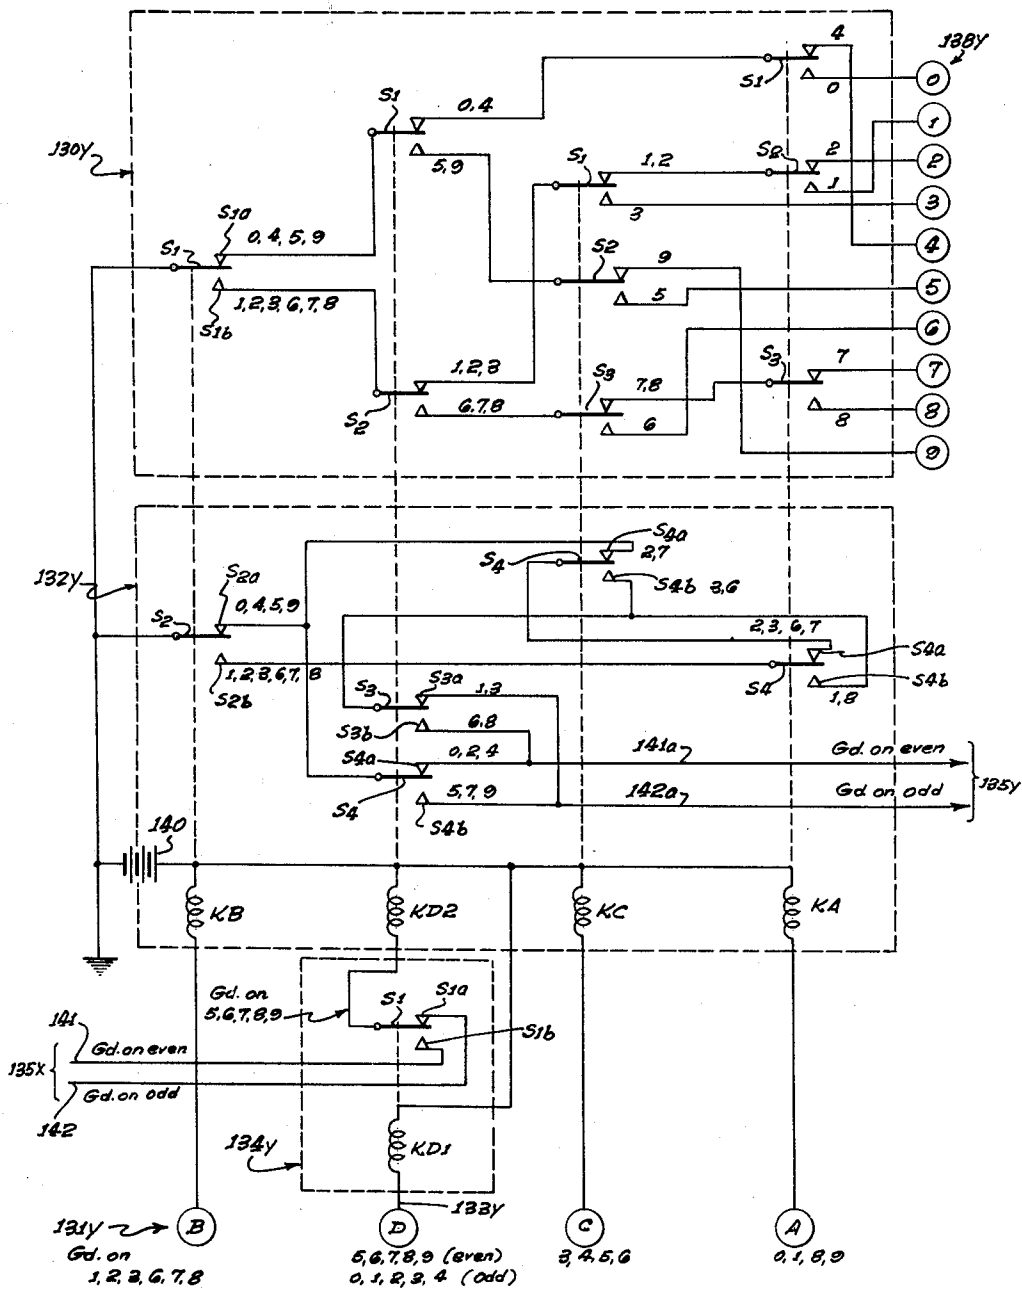 4
138Y
S1
0
0
S1
0,4
1
130Y
5,9
S1
1,2
S2
2
2
1
3
3
S1a
0,4,5,9
S1
4
S2
9
5
5
1,2,3,6,7,8
S1b
6
1,2,3
S3
7
7
S3
7,8
S2
6,7,8
6
8
8
9
S4a
2,7
S4
S4b 3,6
132Y
S2a
0,4,5,9
S2
2,3,6,7
S4a
1,2,3,6,7,8
S2b
S4
S4b
1,8
S3
S3a
1,3
S3b
6,8
S4a
0,2,4
141a
Gd. on even
135Y
5,7,9
142a
Gd on odd
S4
S4b
140
KB
KD2
KC
KA
Gd. on
5,6,7,8,9
S1
S1a
S1b
141
Gd. on even
135X
Gd. on odd
142
134Y
KD1
133Y
131Y
B
D
C
A
Gd. on
1,2,3,6,7,8
5,6,7,8,9 (even)
0,1,2,3,4 (odd)
3,4,5,6
0,1,8,9